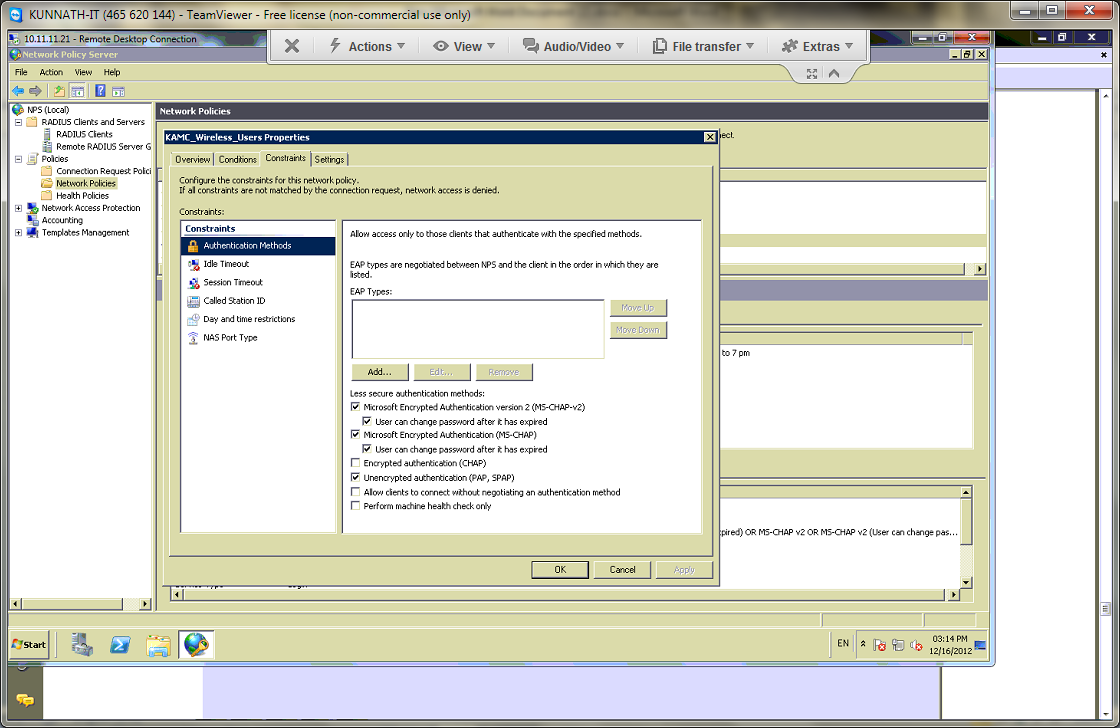 KUNNATH-IT (465 620 144) - TeamViewer - Free license (non-commercial use only)
10.11.11.21 - Remote Desktop Connection
Actions
View
Audio/Video
File transfer
Extras
Network Policy Server
File Action View Help
NPS (Local)
RADIUS Clients and Servers
RADIUS Clients
Remote RADIUS Server G
Policies
Connection Request Polici
Network Policies
Health Policies
Network Access Protection
Accounting
Templates Management
Network Policies
KAMC_Wireless_Users Properties
Overview Conditions Constraints Settings
Configure the constraints for this network policy.
If all constraints are not matched by the connection request, network access is denied.
Constraints:
Constraints
Authentication Methods
Idle Timeout
Session Timeout
Called Station ID
Day and time restrictions
NAS Port Type
Allow access only to those clients that authenticate with the specified methods.
EAP types are negotiated between NPS and the client in the order in which they are
listed.
EAP Types:
Move Up
Move Down
Add... Edit... Remove
Less secure authentication methods:
Microsoft Encrypted Authentication version 2 (MS-CHAP-v2)
User can change password after it has expired
Microsoft Encrypted Authentication (MS-CHAP)
User can change password after it has expired
Encrypted authentication (CHAP)
Unencrypted authentication (PAP, SPAP)
Allow clients to connect without negotiating an authentication method
Perform machine health check only
OK Cancel Apply
to 7 pm
xpired) OR MS-CHAP v2 OR MS-CHAP v2 (User can change pas...
Start
EN
03:14 PM
12/16/2012